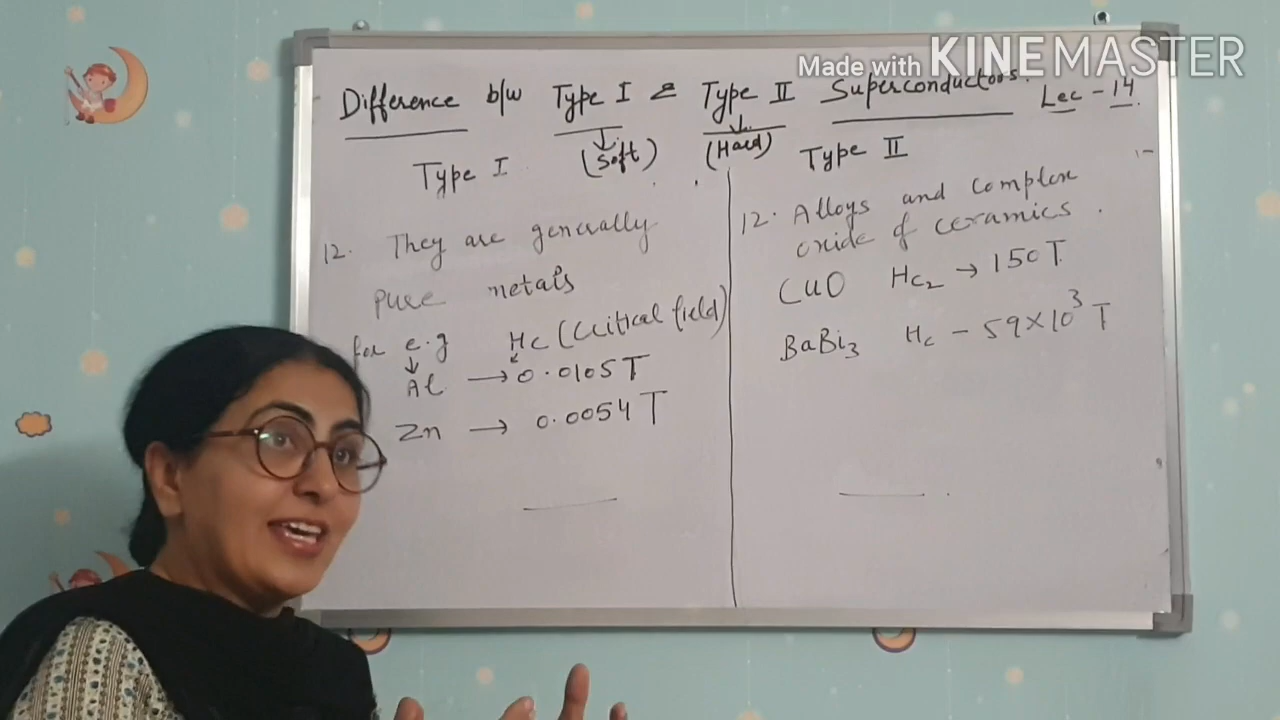 Made with KINEMASTER
Difference b/w Type I & Type II Superconductors.
Lec - 14.
(Soft) (Hard)
Type I
12. They are generally
pure metals
for e.g Hc (Critical field)
Al → 0.0105 T
Zn → 0.0054 T
Type II
12. Alloys and complex
oxide of ceramics.
CuO Hc₂ → 150 T
BaBi₃ Hc - 59×10³ T